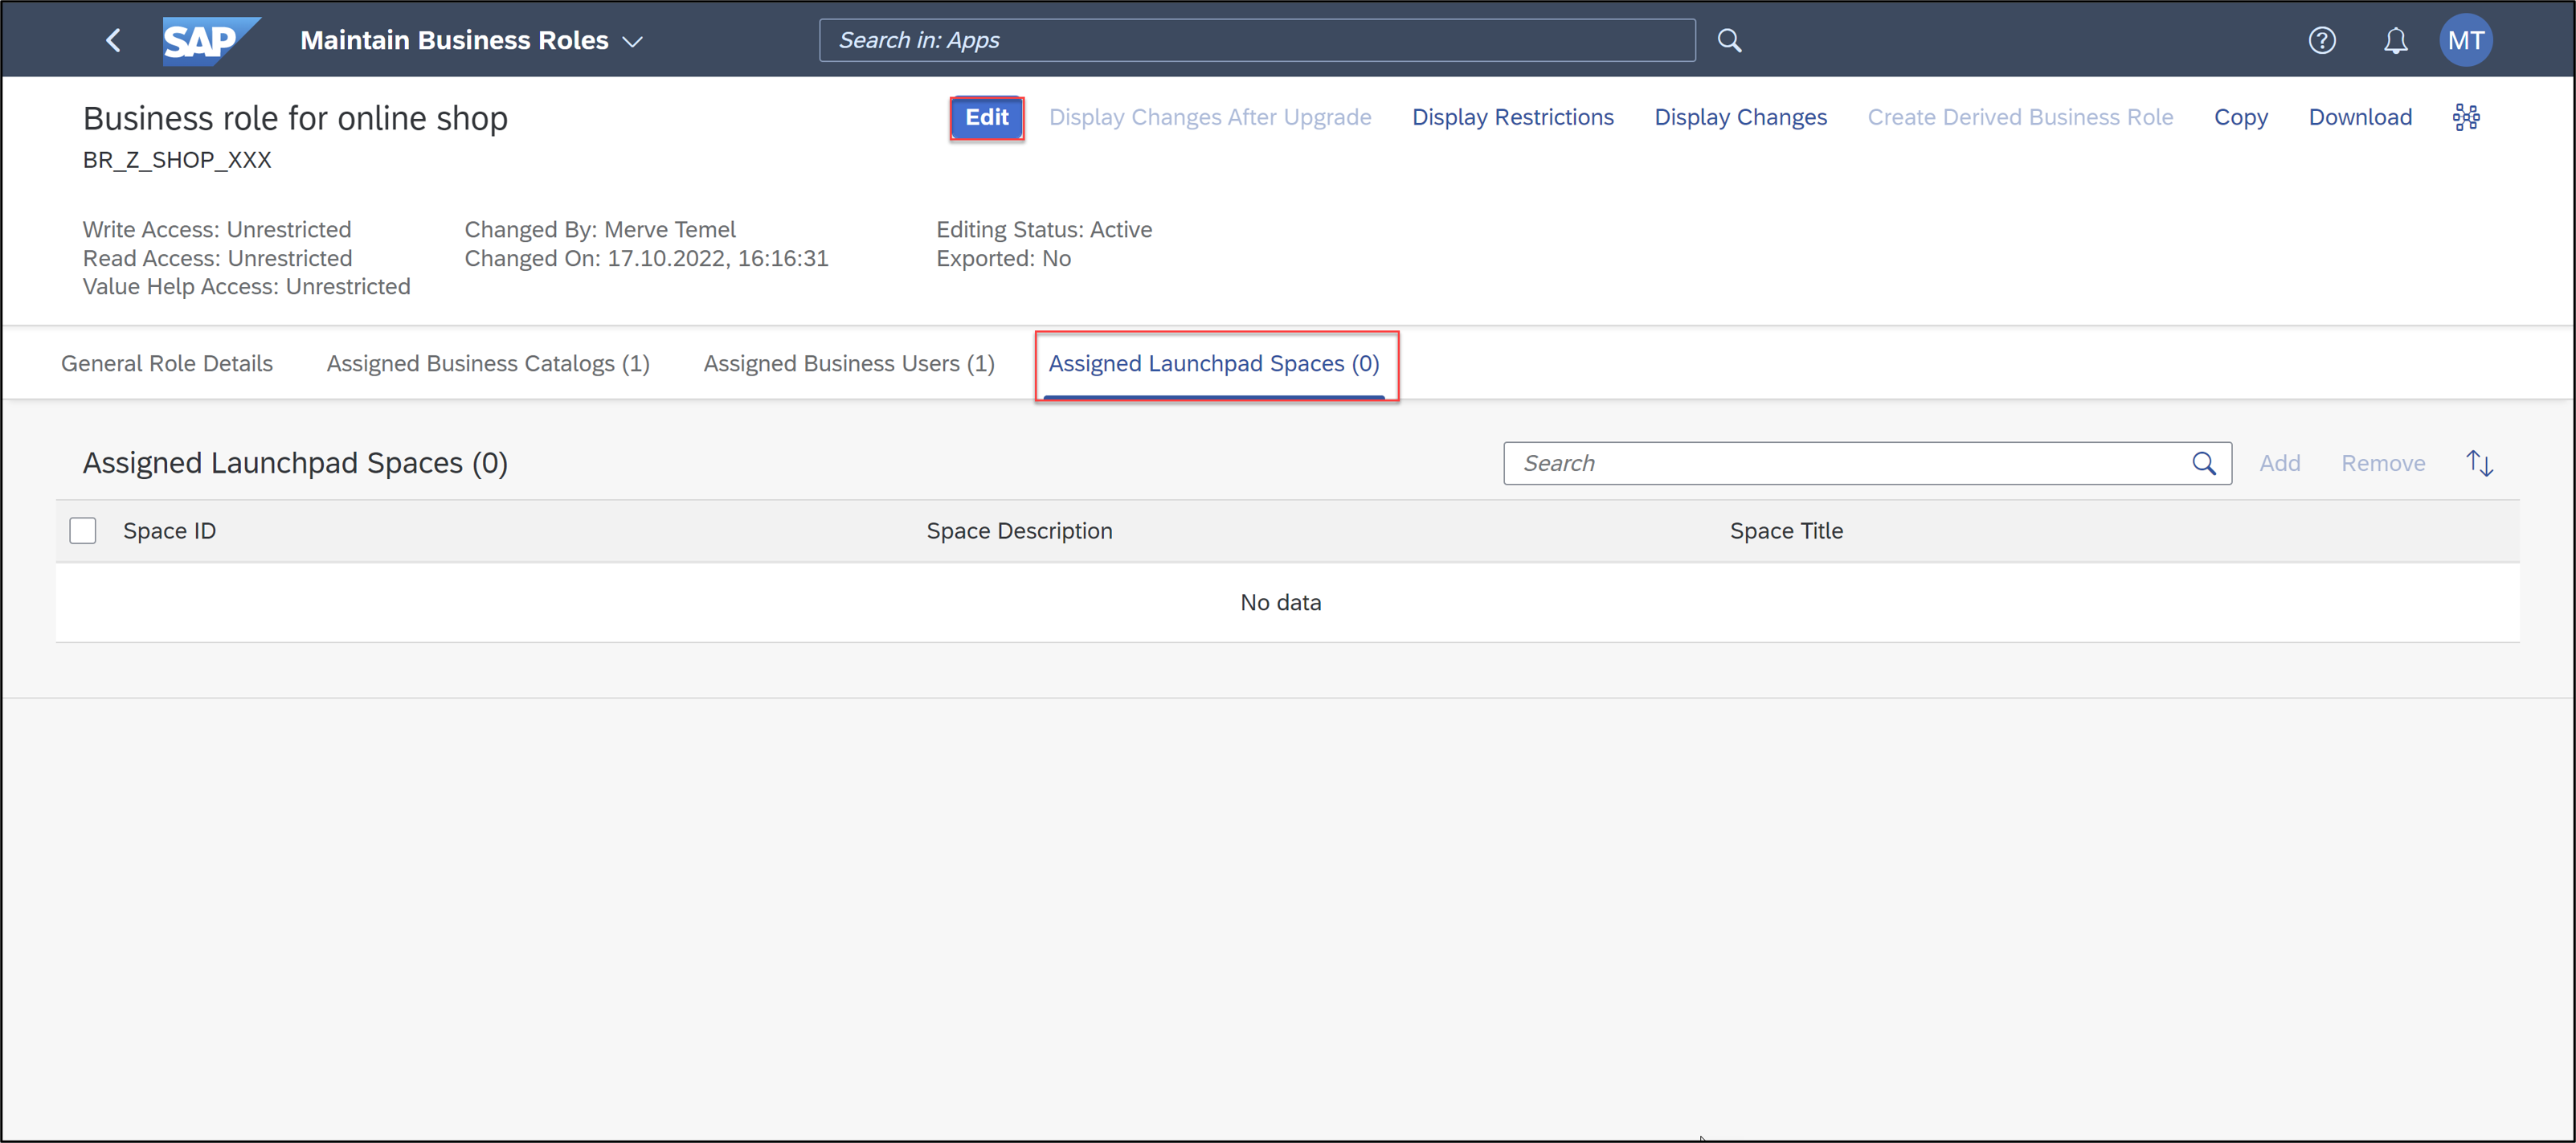 SAP Maintain Business Roles Search in: Apps ? MT
Business role for online shop Edit Display Changes After Upgrade Display Restrictions Display Changes Create Derived Business Role Copy Download
BR_Z_SHOP_XXX
Write Access: Unrestricted Changed By: Merve Temel Editing Status: Active
Read Access: Unrestricted Changed On: 17.10.2022, 16:16:31 Exported: No
Value Help Access: Unrestricted
General Role Details Assigned Business Catalogs (1) Assigned Business Users (1) Assigned Launchpad Spaces (0)
Assigned Launchpad Spaces (0) Search Add Remove
Space ID Space Description Space Title
No data